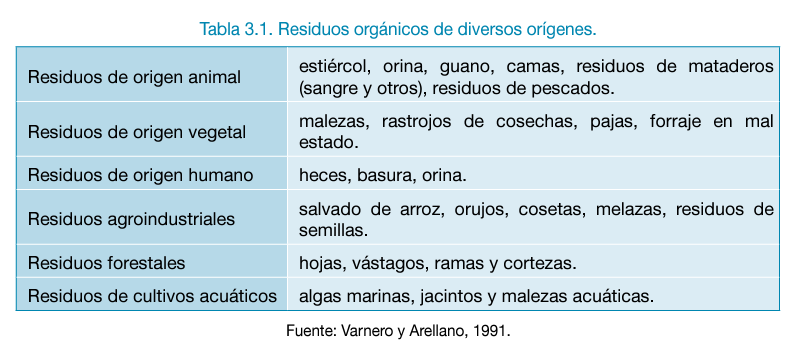 Tabla 3.1. Residuos orgánicos de diversos orígenes.
Residuos de origen animal
estiércol, orina, guano, camas, residuos de mataderos
(sangre y otros), residuos de pescados.
Residuos de origen vegetal
malezas, rastrojos de cosechas, pajas, forraje en mal
estado.
Residuos de origen humano
heces, basura, orina.
Residuos agroindustriales
salvado de arroz, orujos, cosetas, melazas, residuos de
semillas.
Residuos forestales
hojas, vástagos, ramas y cortezas.
Residuos de cultivos acuáticos
algas marinas, jacintos y malezas acuáticas.
Fuente: Varnero y Arellano, 1991.